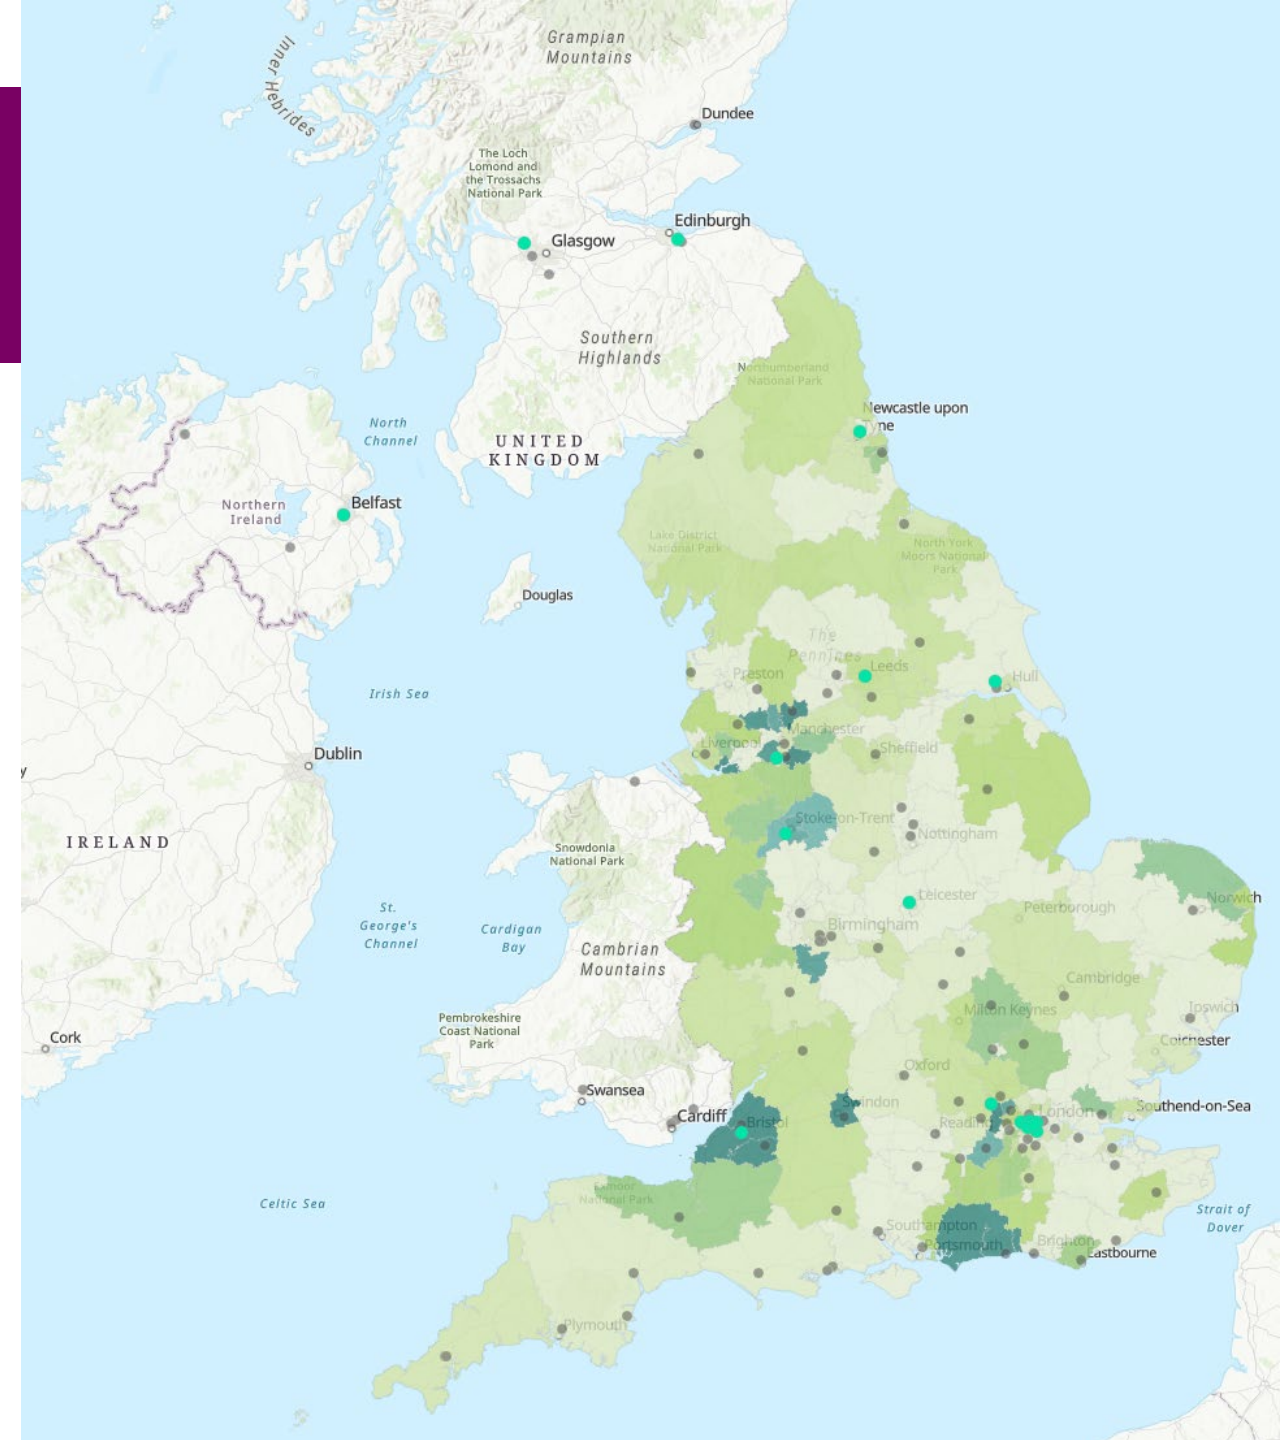 Grampian
Mountains
Inner Hebrides
Dundee
The Loch
Lomond and
the Trossachs
National Park
Edinburgh
Glasgow
Southern
Highlands
Northumberland
National Park
North
Channel
Newcastle upon
yne
UNITED
KINGDOM
Northern
Ireland
Belfast
Lake District
National Park
North York
Moors National
Park
Douglas
The
Pennines
Leeds
Preston
Hull
Irish Sea
Manchester
Liverpool
Sheffield
Dublin
y
IRELAND
Stoke-on-Trent
Nottingham
Snowdonia
National Park
Leicester
Norwich
Peterborough
St.
George's
Channel
Cardigan
Bay
Birmingham
Cambrian
Mountains
Cambridge
Milton Keynes
Ipswich
Pembrokeshire
Coast National
Park
Cork
Colchester
Oxford
Swansea
Swindon
Southend-on-Sea
Cardiff
Bristol
London
Reading
Exmoor
National Park
Celtic Sea
Strait of
Dover
Southampton
Portsmouth
Brighton
Eastbourne
Plymouth